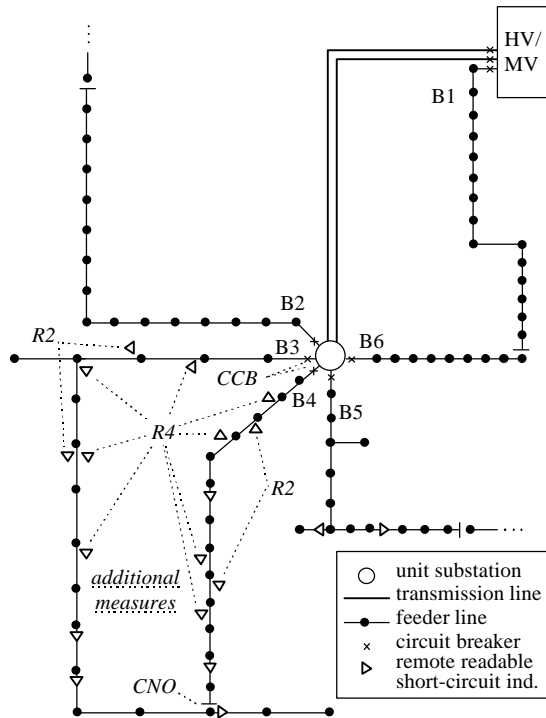 HV/
MV
B1
B2
R2
B3
B6
CCB
B4
B5
R4
R2
additional
measures
CNO
unit substation
transmission line
feeder line
circuit breaker
remote readable
short-circuit ind.